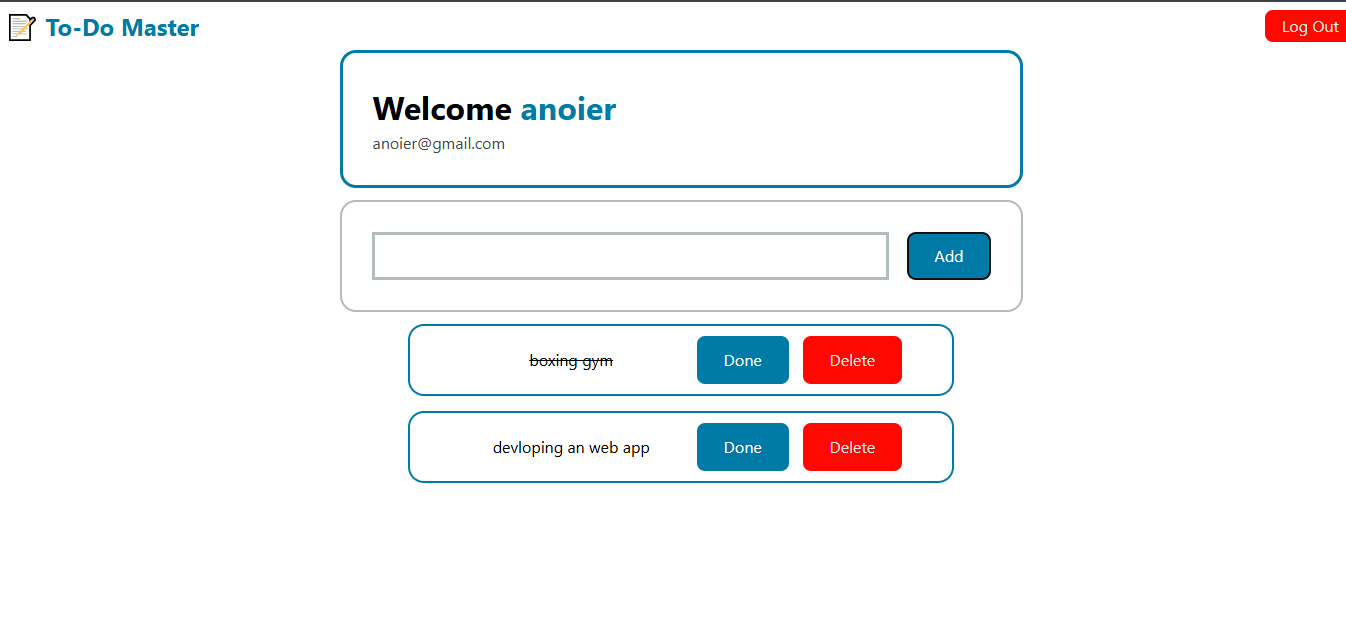 To-Do Master
Log Out
Welcome anoier
anoier@gmail.com
Add
boxing gym Done Delete
devloping an web app Done Delete